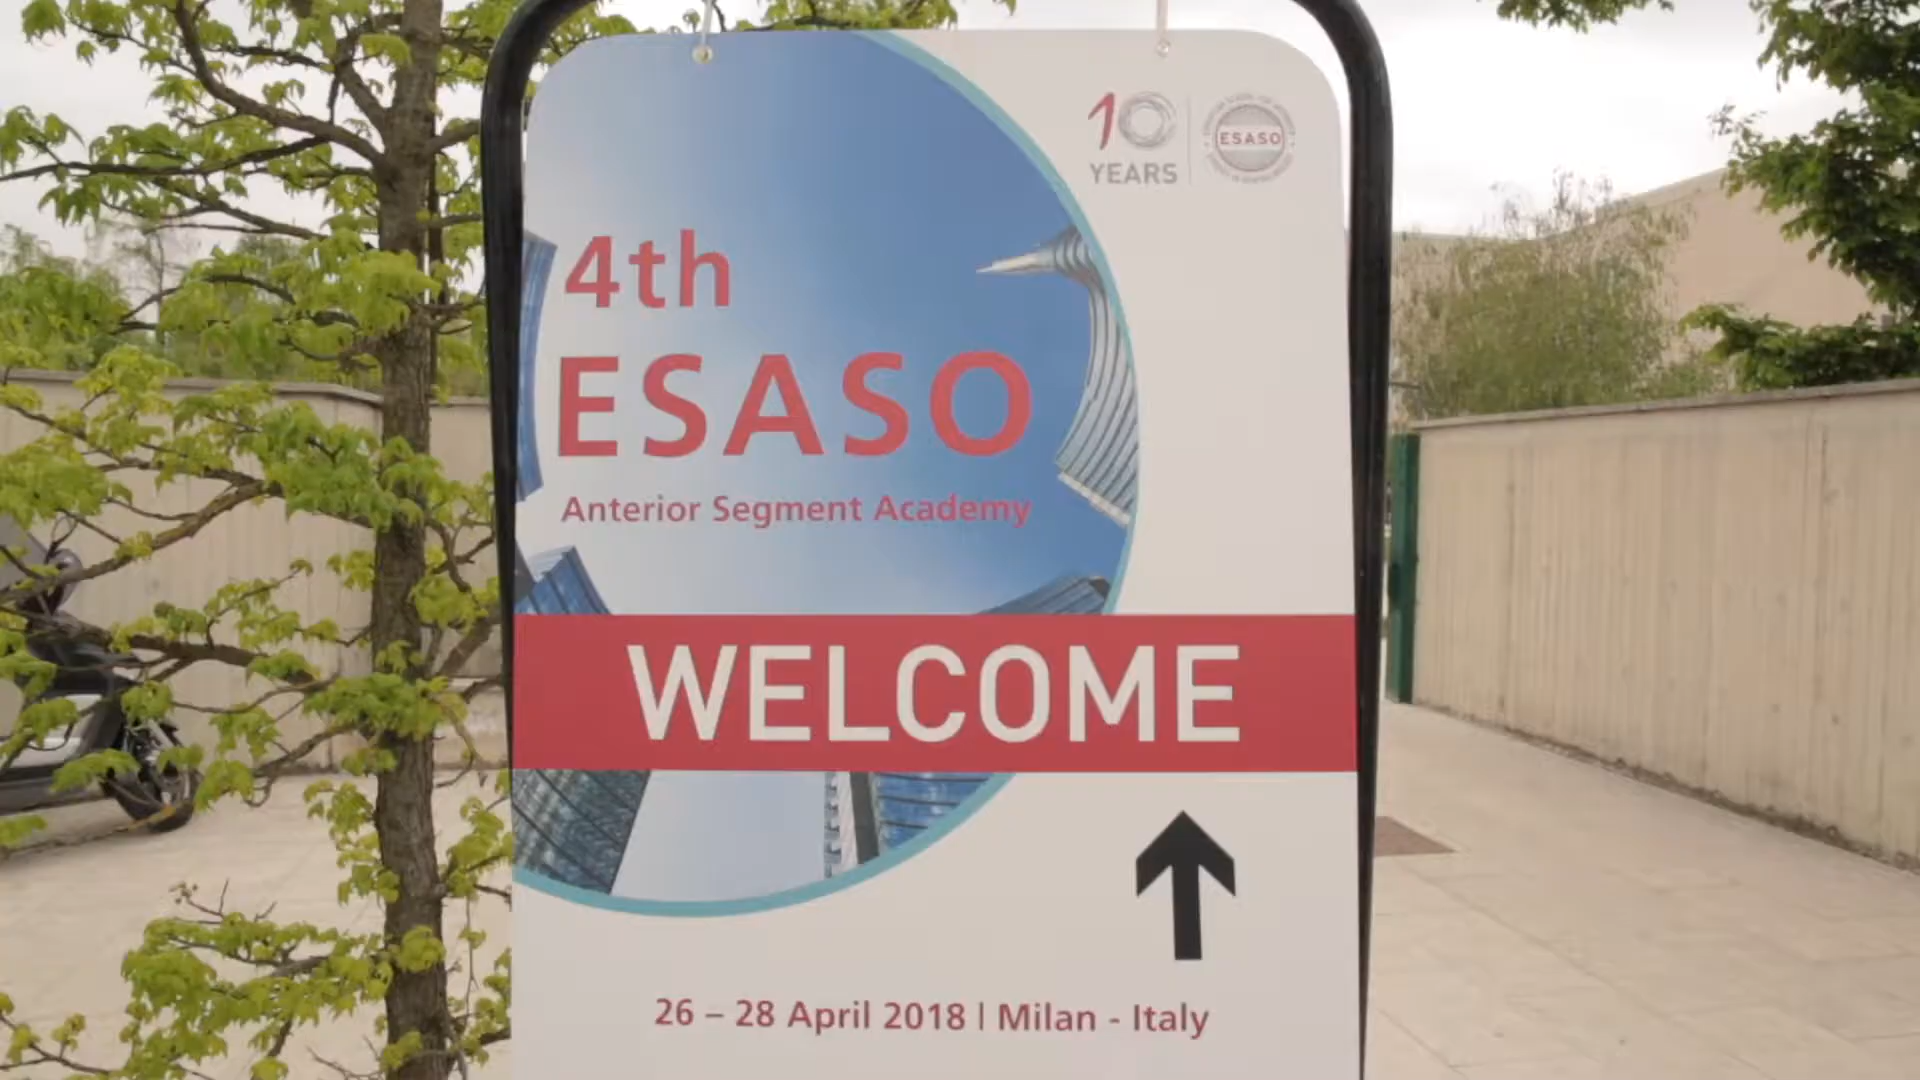 10
YEARS
ESASO
4th
ESASO
Anterior Segment Academy
WELCOME
26 – 28 April 2018 | Milan - Italy